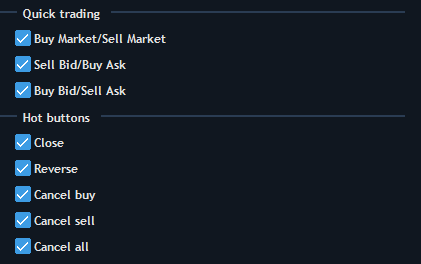 Quick trading
Buy Market/Sell Market
Sell Bid/Buy Ask
Buy Bid/Sell Ask
Hot buttons
Close
Reverse
Cancel buy
Cancel sell
Cancel all